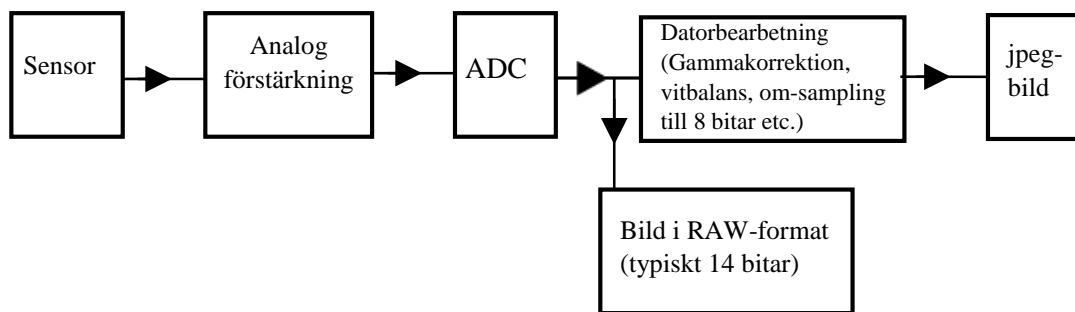 Sensor
Analog
förstärkning
ADC
Datorbearbetning
(Gammakorrektion,
vitbalans, om-sampling
till 8 bitar etc.)
jpeg-
bild
Bild i RAW-format
(typiskt 14 bitar)